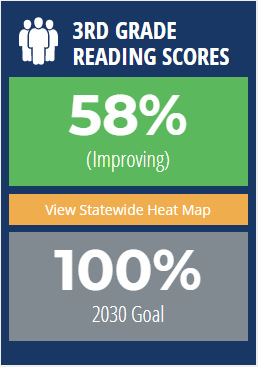 3RD GRADE
READING SCORES
58%
(Improving)
View Statewide Heat Map
100%
2030 Goal